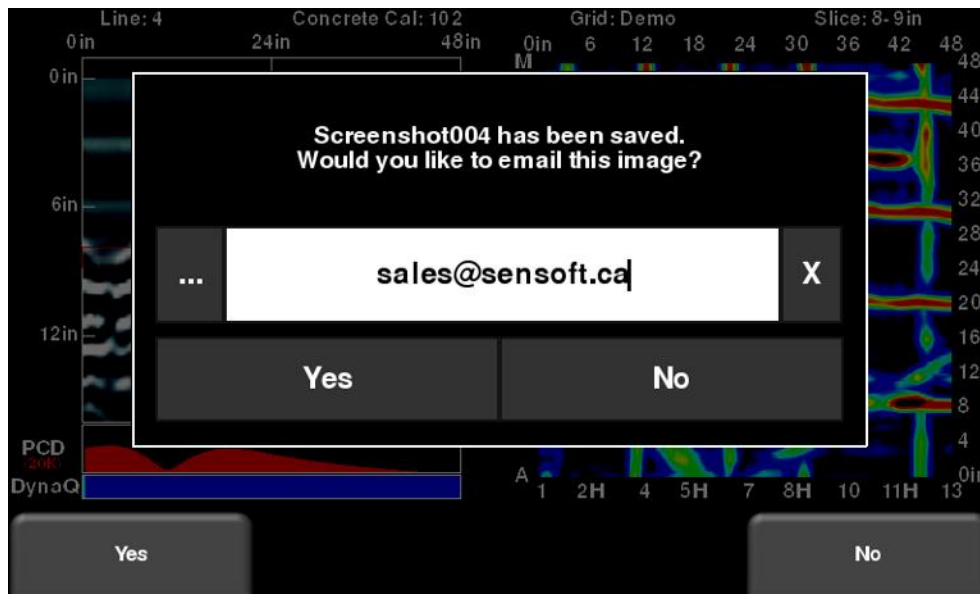 Line: 4 Concrete Cal: 102 Grid: Demo Slice: 8-9in
0in 24in 48in 0in 6 12 18 24 30 36 42 48
M
48
0in
44
Screenshot004 has been saved.
40
Would you like to email this image?
36
6in
32
28
... sales@sensoft.ca X
24
20
12in
16
Yes No
12
8
PCD
4
(20K)
A
0in
DynaQ
1 2H 4 5H 7 8H 10 11H 13
Yes No